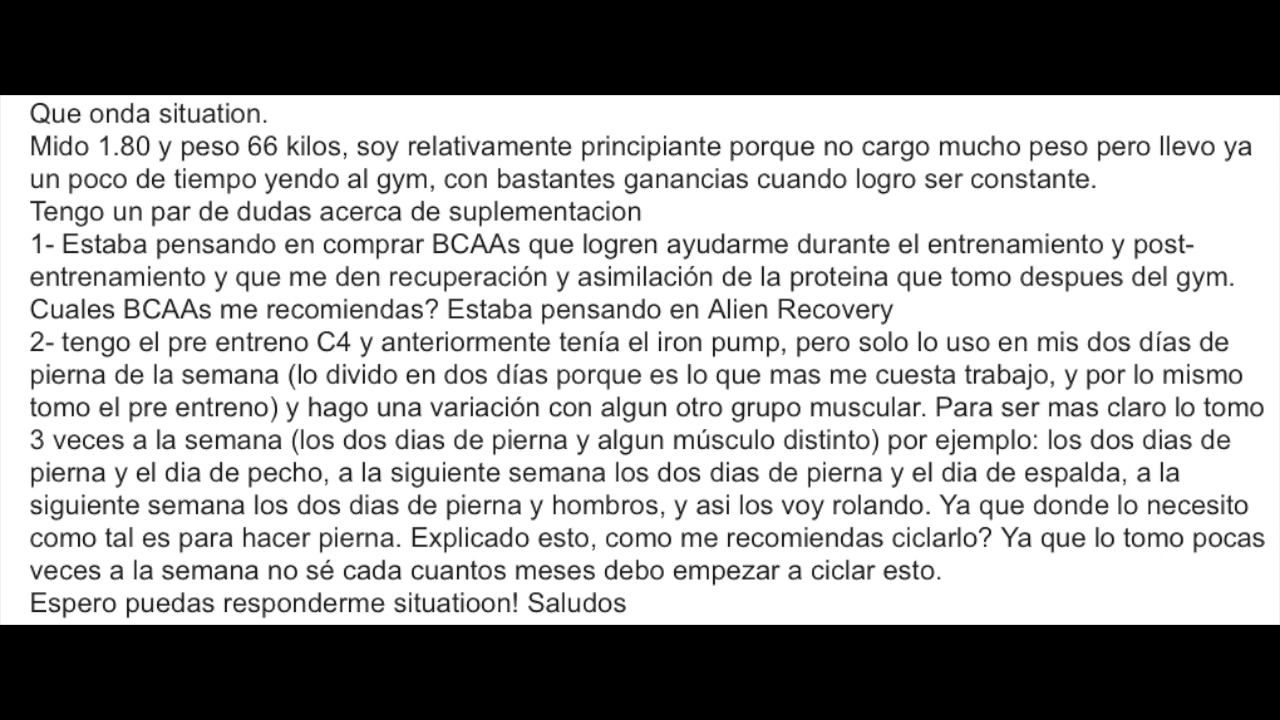 Que onda situation.
Mido 1.80 y peso 66 kilos, soy relativamente principiante porque no cargo mucho peso pero llevo ya
un poco de tiempo yendo al gym, con bastantes ganancias cuando logro ser constante.
Tengo un par de dudas acerca de suplementacion
1- Estaba pensando en comprar BCAAs que logren ayudarme durante el entrenamiento y post-
entrenamiento y que me den recuperación y asimilación de la proteina que tomo despues del gym.
Cuales BCAAs me recomiendas? Estaba pensando en Alien Recovery
2- tengo el pre entreno C4 y anteriormente tenía el iron pump, pero solo lo uso en mis dos días de
pierna de la semana (lo divido en dos días porque es lo que mas me cuesta trabajo, y por lo mismo
tomo el pre entreno) y hago una variación con algun otro grupo muscular. Para ser mas claro lo tomo
3 veces a la semana (los dos dias de pierna y algun músculo distinto) por ejemplo: los dos dias de
pierna y el dia de pecho, a la siguiente semana los dos dias de pierna y el dia de espalda, a la
siguiente semana los dos dias de pierna y hombros, y asi los voy rolando. Ya que donde lo necesito
como tal es para hacer pierna. Explicado esto, como me recomiendas ciclarlo? Ya que lo tomo pocas
veces a la semana no sé cada cuantos meses debo empezar a ciclar esto.
Espero puedas responderme situatioon! Saludos